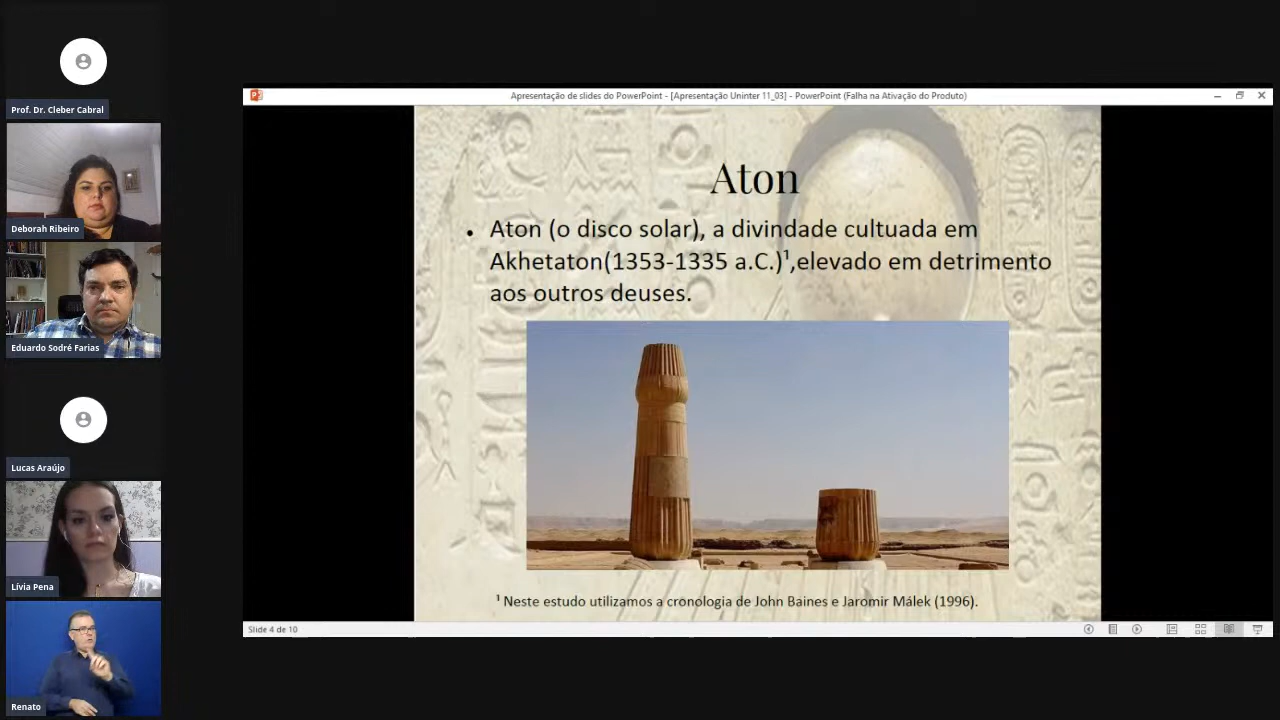 Prof. Dr. Cleber Cabral
Deborah Ribeiro
Eduardo Sodré Farias
Lucas Araújo
Lívia Pena
Renato
Apresentação de slides do PowerPoint - [Apresentação Uninter 11_03] - PowerPoint (Falha na Ativação do Produto)
Aton
• Aton (o disco solar), a divindade cultuada em
Akhetaton(1353-1335 a.C.)¹,elevado em detrimento
aos outros deuses.
¹ Neste estudo utilizamos a cronologia de John Baines e Jaromir Málek (1996).
Slide 4 de 10